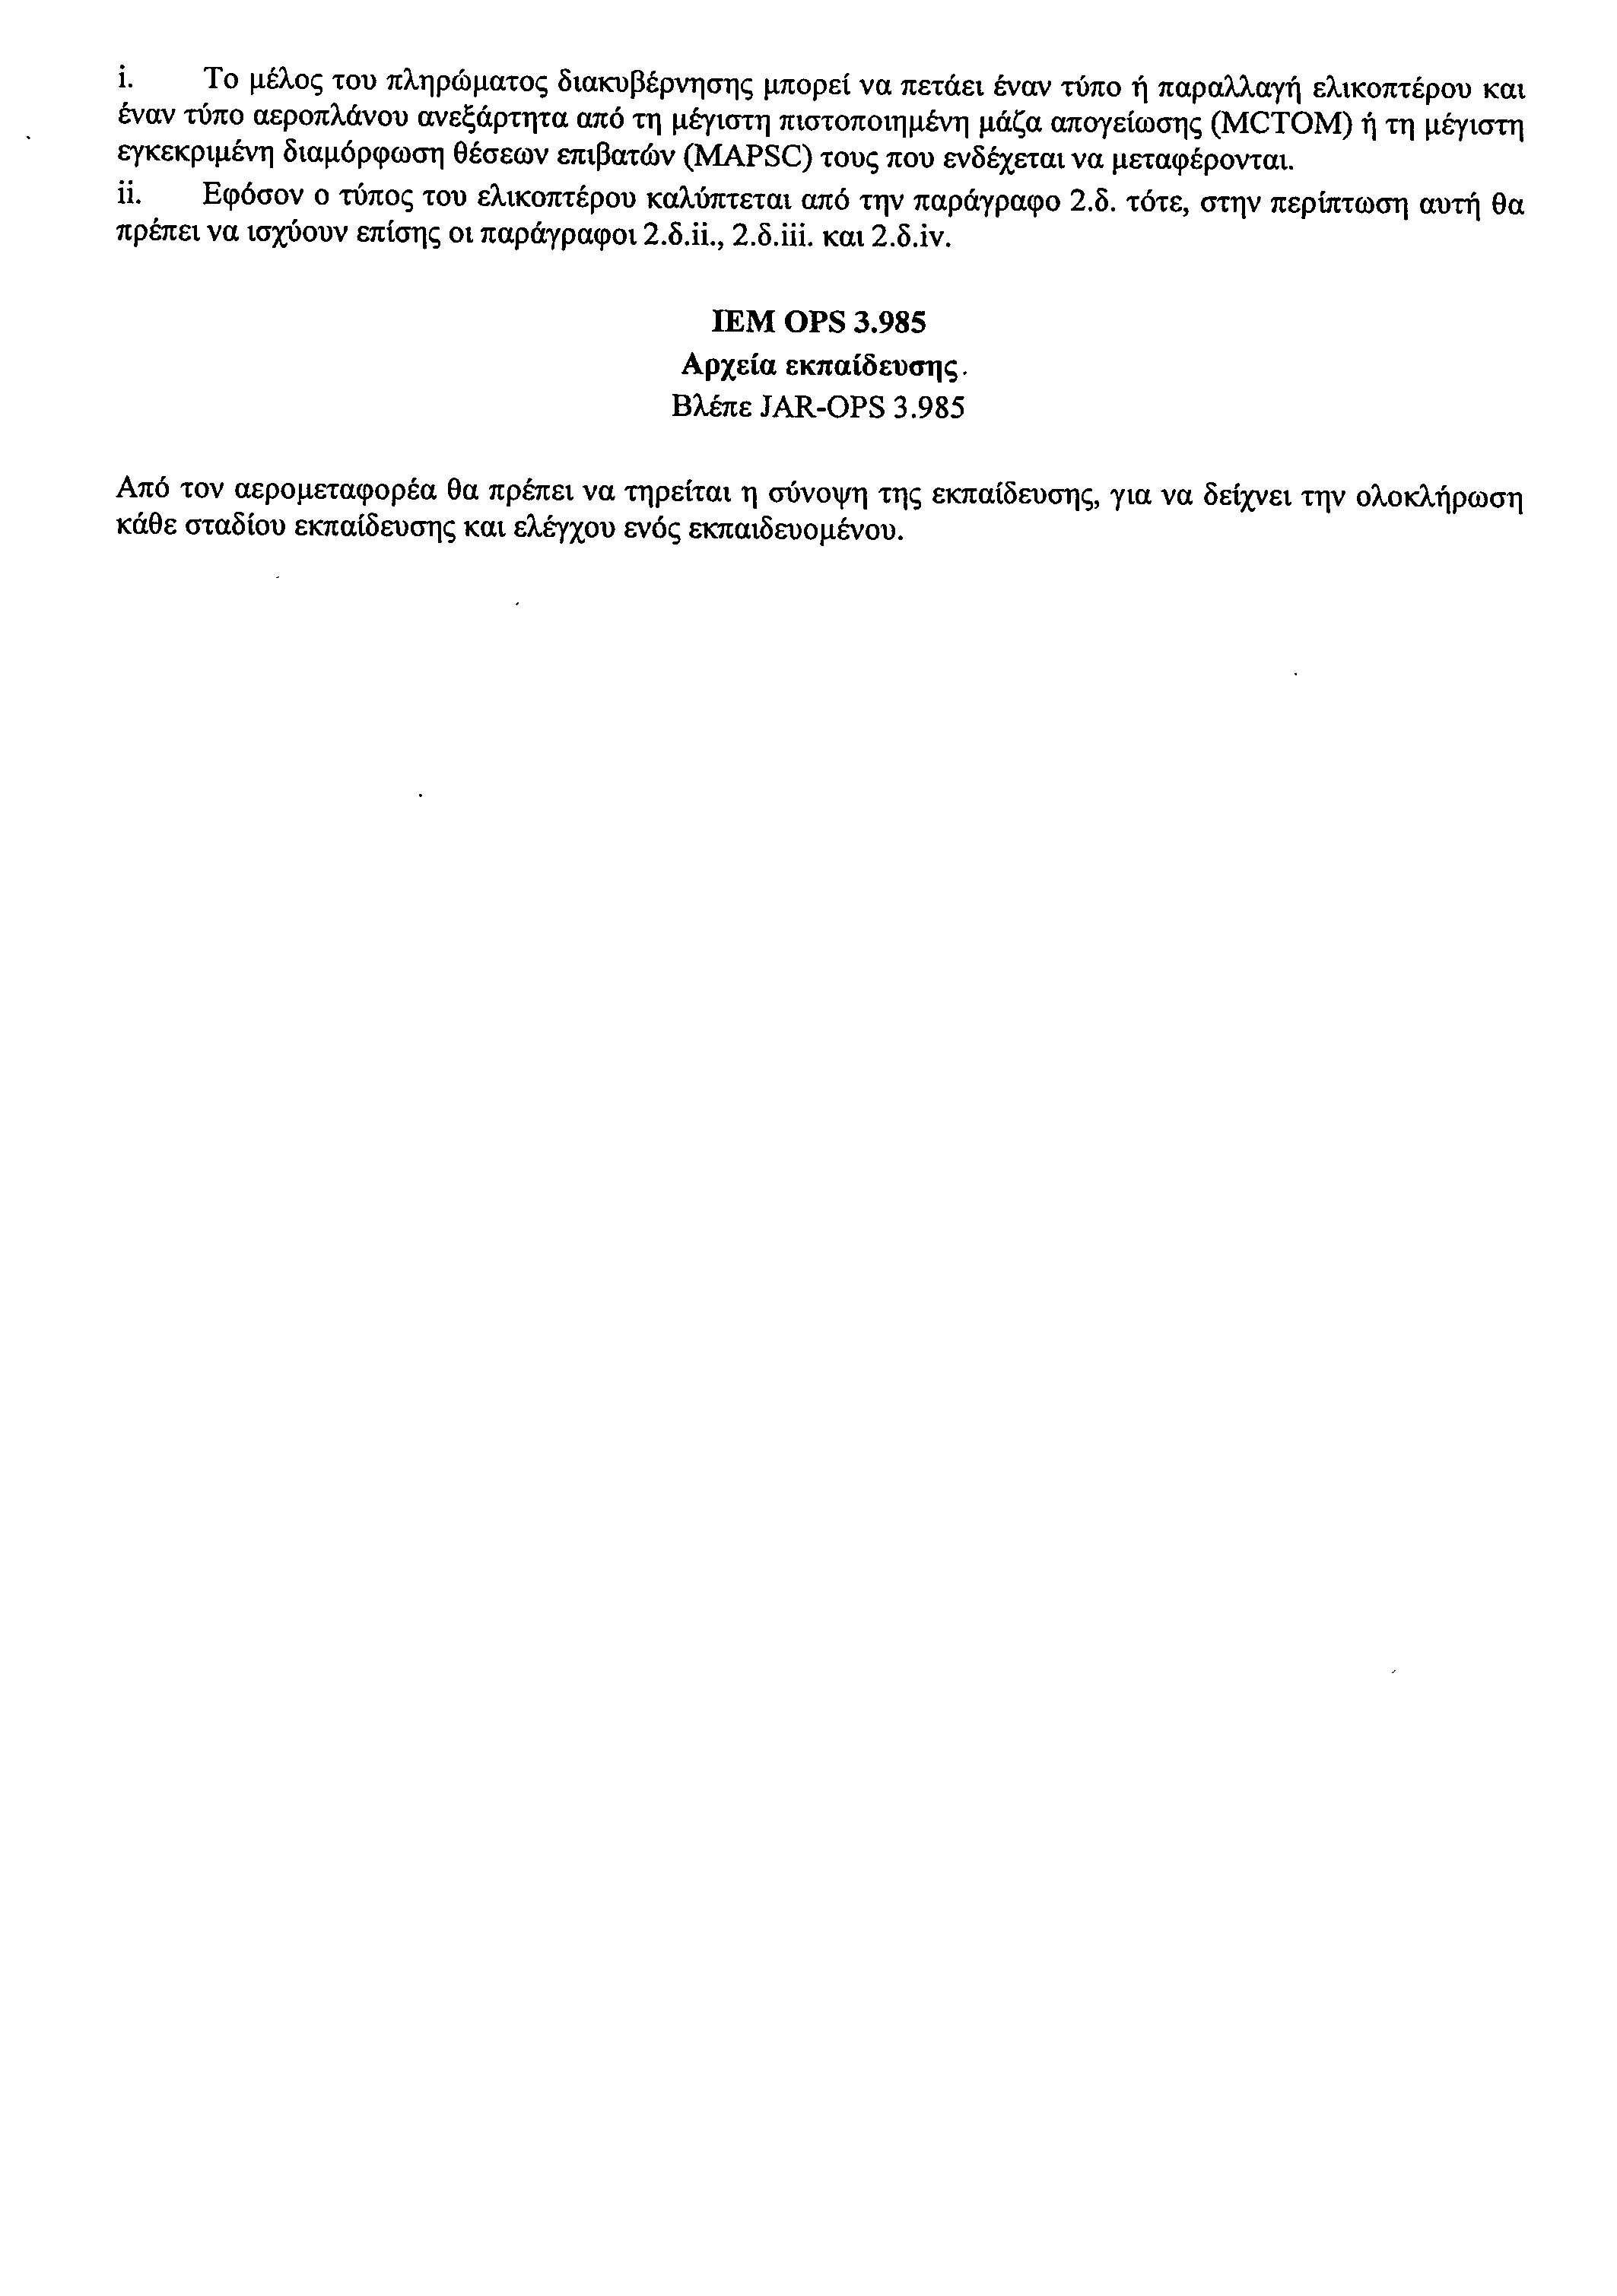 i. Το μέλος του πληρώματος διακυβέρνησης μπορεί να πετάει έναν τύπο ή παραλλαγή ελικοπτέρου και
έναν τύπο αεροπλάνου ανεξάρτητα από τη μέγιστη πιστοποιημένη μάζα απογείωσης (MCTOM) ή τη μέγιστη
εγκεκριμένη διαμόρφωση θέσεων επιβατών (MAPSC) τους που ενδέχεται να μεταφέρονται.
ii. Εφόσον ο τύπος του ελικοπτέρου καλύπτεται από την παράγραφο 2.δ. τότε, στην περίπτωση αυτή θα
πρέπει να ισχύουν επίσης οι παράγραφοι 2.δ.ii., 2.δ.iii. και 2.δ.iv.
IEM OPS 3.985
Αρχεία εκπαίδευσης.
Βλέπε JAR-OPS 3.985
Από τον αερομεταφορέα θα πρέπει να τηρείται η σύνοψη της εκπαίδευσης, για να δείχνει την ολοκλήρωση
κάθε σταδίου εκπαίδευσης και ελέγχου ενός εκπαιδευομένου.